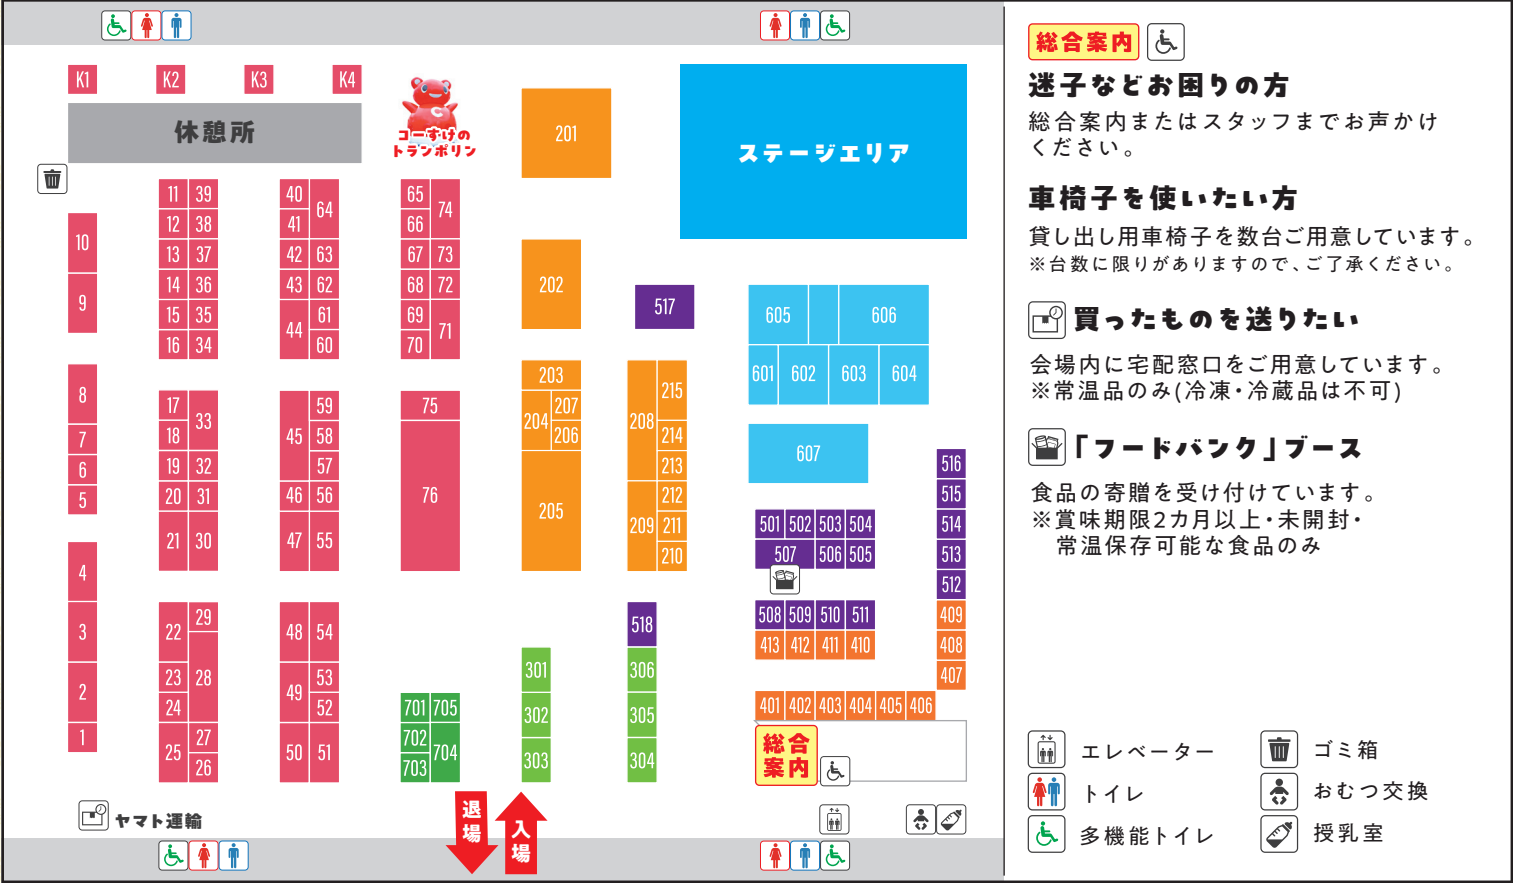 K1
K2
K3
K4
休憩所
コーすけの
トランポリン
201
ステージエリア
10
9
8
7
6
5
4
3
2
1
11 39
12 38
13 37
14 36
15 35
16 34
17
33
18
19 32
20 31
21 30
29
22
23
28
24
27
25
26
40
64
41
42 63
43 62
61
44
60
59
45
58
57
46 56
47 55
48 54
53
49
52
50 51
65
74
66
67 73
68 72
69
71
70
75
76
701 705
702
704
703
202
203
204
207
206
205
301
302
303
517
208
215
214
213
212
209
211
210
518
306
305
304
605
606
601 602 603 604
607
501 502 503 504
507 506 505
508 509 510 511
413 412 411 410
516
515
514
513
512
409
408
407
401 402 403 404 405 406
総合
案内
ヤマト運輸
退場
入場
総合案内
迷子などお困りの方
総合案内またはスタッフまでお声かけ
ください。
車椅子を使いたい方
貸し出し用車椅子を数台ご用意しています。
※台数に限りがありますので、ご了承ください。
買ったものを送りたい
会場内に宅配窓口をご用意しています。
※常温品のみ(冷凍・冷蔵品は不可)
「フードバンク」ブース
食品の寄贈を受け付けています。
※賞味期限2カ月以上・未開封・
常温保存可能な食品のみ
エレベーター
ゴミ箱
トイレ
おむつ交換
多機能トイレ
授乳室